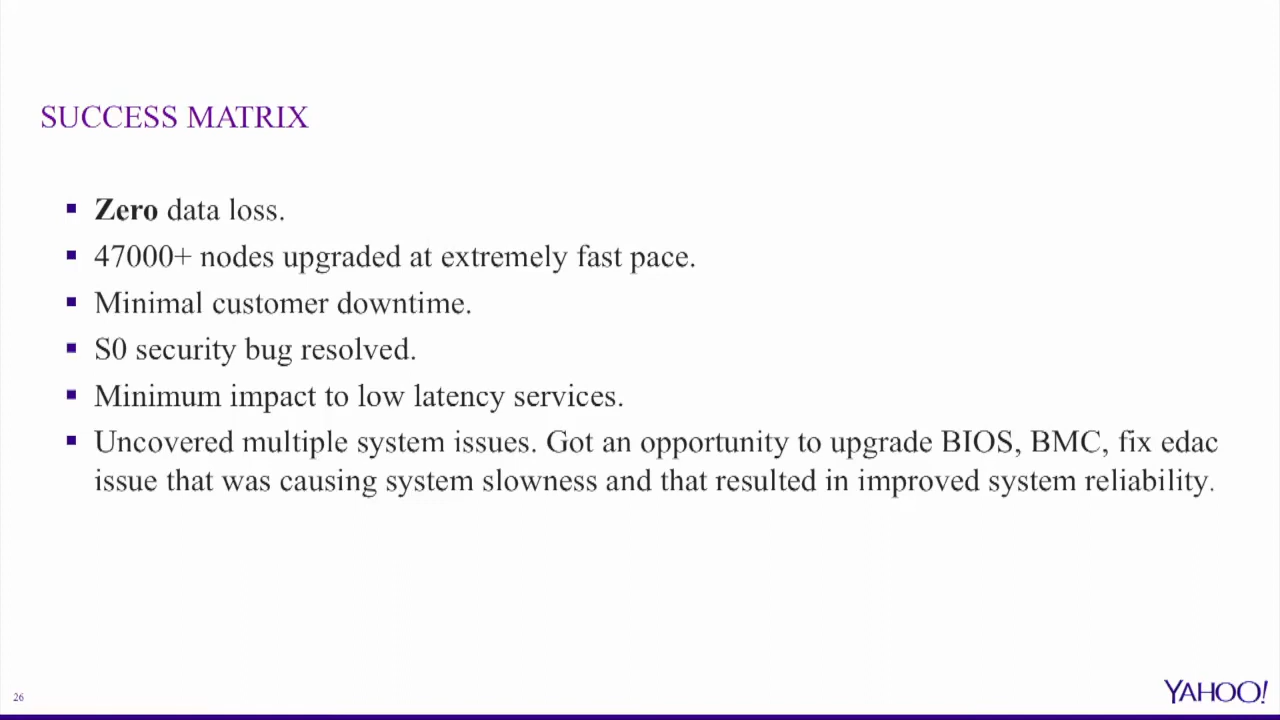 SUCCESS MATRIX
Zero data loss.
47000+ nodes upgraded at extremely fast pace.
Minimal customer downtime.
S0 security bug resolved.
Minimum impact to low latency services.
Uncovered multiple system issues. Got an opportunity to upgrade BIOS, BMC, fix edac
issue that was causing system slowness and that resulted in improved system reliability.
26
YAHOO!